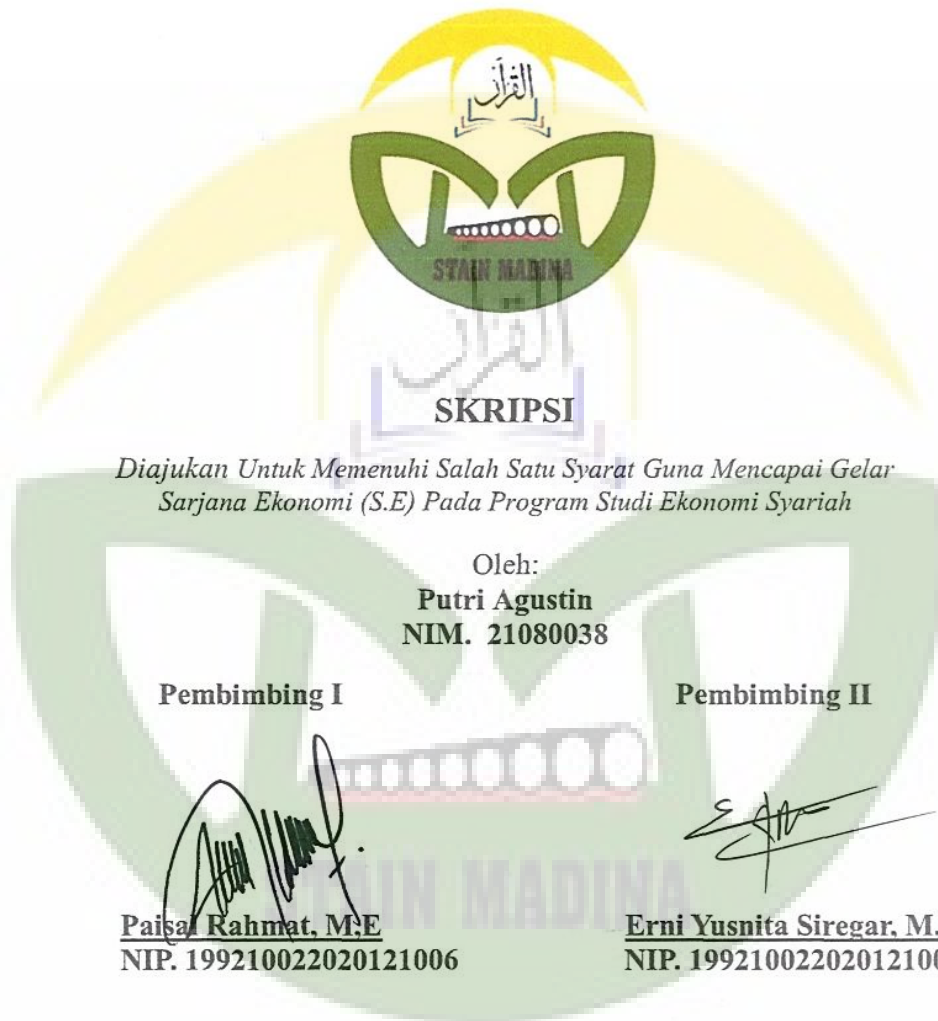 القرآن
STAIN MADINA
القرآن
SKRIPSI
Diajukan Untuk Memenuhi Salah Satu Syarat Guna Mencapai Gelar
Sarjana Ekonomi (S.E) Pada Program Studi Ekonomi Syariah
Oleh:
Putri Agustin
NIM. 21080038
Pembimbing I Pembimbing II
STAIN MADINA
Paisal Rahmat, M,E Erni Yusnita Siregar, M.
NIP. 199210022020121006 NIP. 1992100220201210